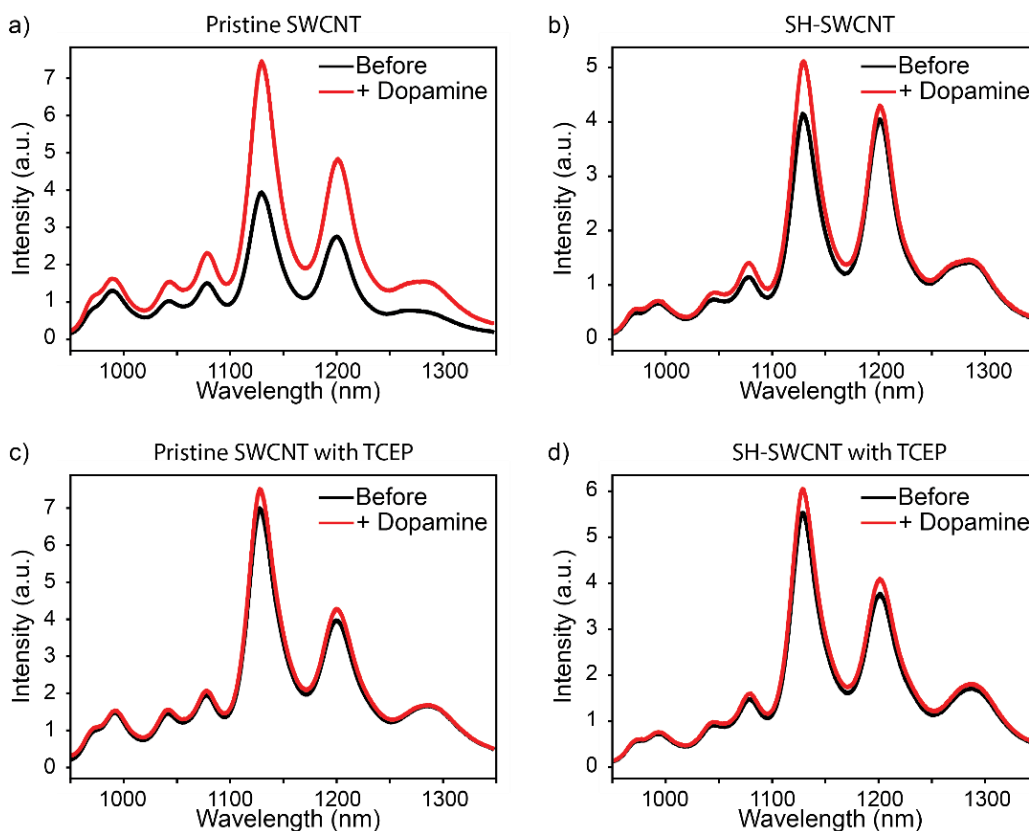 a)
Pristine SWCNT
Before
+ Dopamine
Intensity (a.u.)
7
6
5
4
3
2
1
0
1000 1100 1200 1300
Wavelength (nm)
b)
SH-SWCNT
Before
+ Dopamine
Intensity (a.u.)
5
4
3
2
1
0
1000 1100 1200 1300
Wavelength (nm)
c)
Pristine SWCNT with TCEP
Before
+ Dopamine
Intensity (a.u.)
7
6
5
4
3
2
1
0
1000 1100 1200 1300
Wavelength (nm)
d)
SH-SWCNT with TCEP
Before
+ Dopamine
Intensity (a.u.)
6
5
4
3
2
1
0
1000 1100 1200 1300
Wavelength (nm)